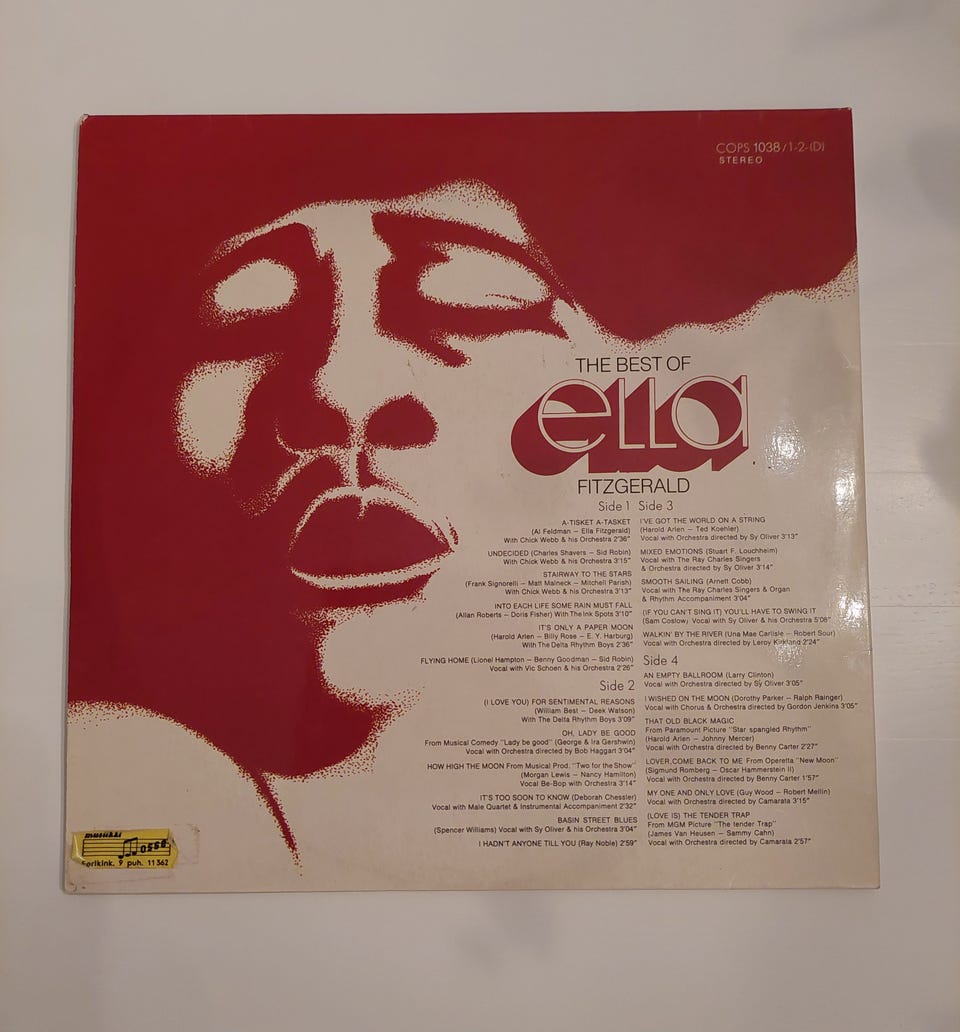 COPS 1038/1-2-(D)
STEREO
THE BEST OF
ella
FITZGERALD
Side 1
A-TISKET A-TASKET
(Al Feldman – Ella Fitzgerald)
With Chick Webb & his Orchestra 2'36"
UNDECIDED (Charles Shavers – Sid Robin)
With Chick Webb & his Orchestra 3'15"
STAIRWAY TO THE STARS
(Frank Signorelli – Matt Malneck – Mitchell Parish)
With Chick Webb & his Orchestra 3'13"
INTO EACH LIFE SOME RAIN MUST FALL
(Allan Roberts – Doris Fisher) With The Ink Spots 3'10"
IT'S ONLY A PAPER MOON
(Harold Arlen – Billy Rose – E. Y. Harburg)
With The Delta Rhythm Boys 2'36"
FLYING HOME (Lionel Hampton – Benny Goodman – Sid Robin)
Vocal with Vic Schoen & his Orchestra 2'26"
Side 2
(I LOVE YOU) FOR SENTIMENTAL REASONS
(William Best – Deek Watson)
With The Delta Rhythm Boys 3'09"
OH, LADY BE GOOD
From Musical Comedy "Lady be good" (George & Ira Gershwin)
Vocal with Orchestra directed by Bob Haggart 3'04"
HOW HIGH THE MOON From Musical Prod. "Two for the Show"
(Morgan Lewis – Nancy Hamilton)
Vocal Be-Bop with Orchestra 3'14"
IT'S TOO SOON TO KNOW (Deborah Chessler)
Vocal with Male Quartet & Instrumental Accompaniment 2'32"
BASIN STREET BLUES
(Spencer Williams) Vocal with Sy Oliver & his Orchestra 3'04"
I HADN'T ANYONE TILL YOU (Ray Noble) 2'59"
Side 3
I'VE GOT THE WORLD ON A STRING
(Harold Arlen – Ted Koehler)
Vocal with Orchestra directed by Sy Oliver 3'13"
MIXED EMOTIONS (Stuart F. Louchheim)
Vocal with The Ray Charles Singers
& Orchestra directed by Sy Oliver 3'14"
SMOOTH SAILING (Arnett Cobb)
Vocal with The Ray Charles Singers & Organ
& Rhythm Accompaniment 3'04"
(IF YOU CAN'T SING IT) YOU'LL HAVE TO SWING IT
(Sam Coslow) Vocal with Sy Oliver & his Orchestra 5'08"
WALKIN' BY THE RIVER (Una Mae Carlisle – Robert Sour)
Vocal with Orchestra directed by Leroy Kirkland 2'24"
Side 4
AN EMPTY BALLROOM (Larry Clinton)
Vocal with Orchestra directed by Sy Oliver 3'05"
I WISHED ON THE MOON (Dorothy Parker – Ralph Rainger)
Vocal with Chorus & Orchestra directed by Gordon Jenkins 3'05"
THAT OLD BLACK MAGIC
From Paramount Picture "Star spangled Rhythm"
(Harold Arlen – Johnny Mercer)
Vocal with Orchestra directed by Benny Carter 2'27"
LOVER, COME BACK TO ME From Operetta "New Moon"
(Sigmund Romberg – Oscar Hammerstein II)
Vocal with Orchestra directed by Benny Carter 1'57"
MY ONE AND ONLY LOVE (Guy Wood – Robert Mellin)
Vocal with Orchestra directed by Camarata 3'15"
(LOVE IS) THE TENDER TRAP
From MGM Picture "The tender Trap"
(James Van Heusen – Sammy Cahn)
Vocal with Orchestra directed by Camarata 2'57"
musiikki
OSSO
Eerikink. 9 puh. 11 362